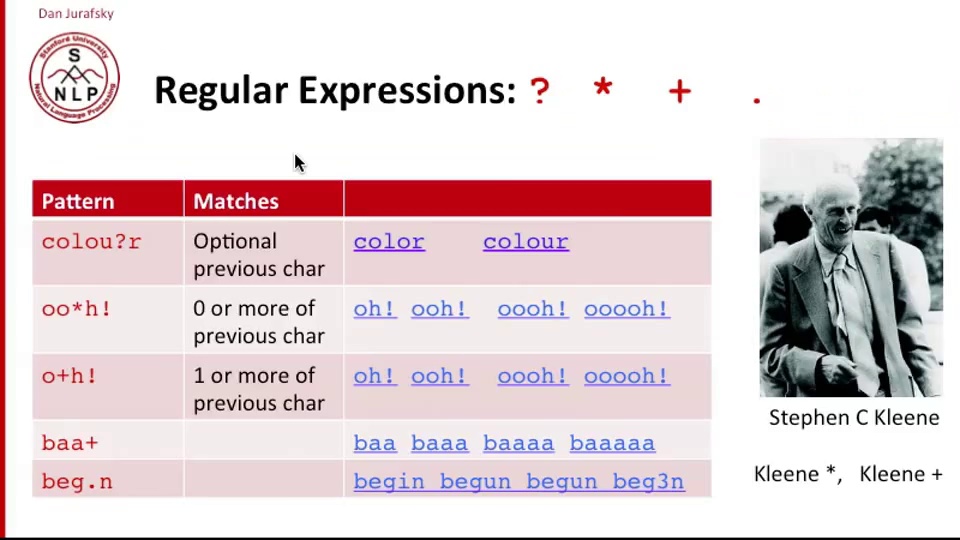 Dan Jurafsky
Stanford University
S
NLP
Natural Language Processing
Regular Expressions: ? * + .
Pattern Matches
colou?r Optional previous char color colour
oo*h! 0 or more of previous char oh! ooh! oooh! ooooh!
o+h! 1 or more of previous char oh! ooh! oooh! ooooh!
baa+ baa baaa baaaa baaaaa
beg.n begin begun begun beg3n
Stephen C Kleene
Kleene *, Kleene +